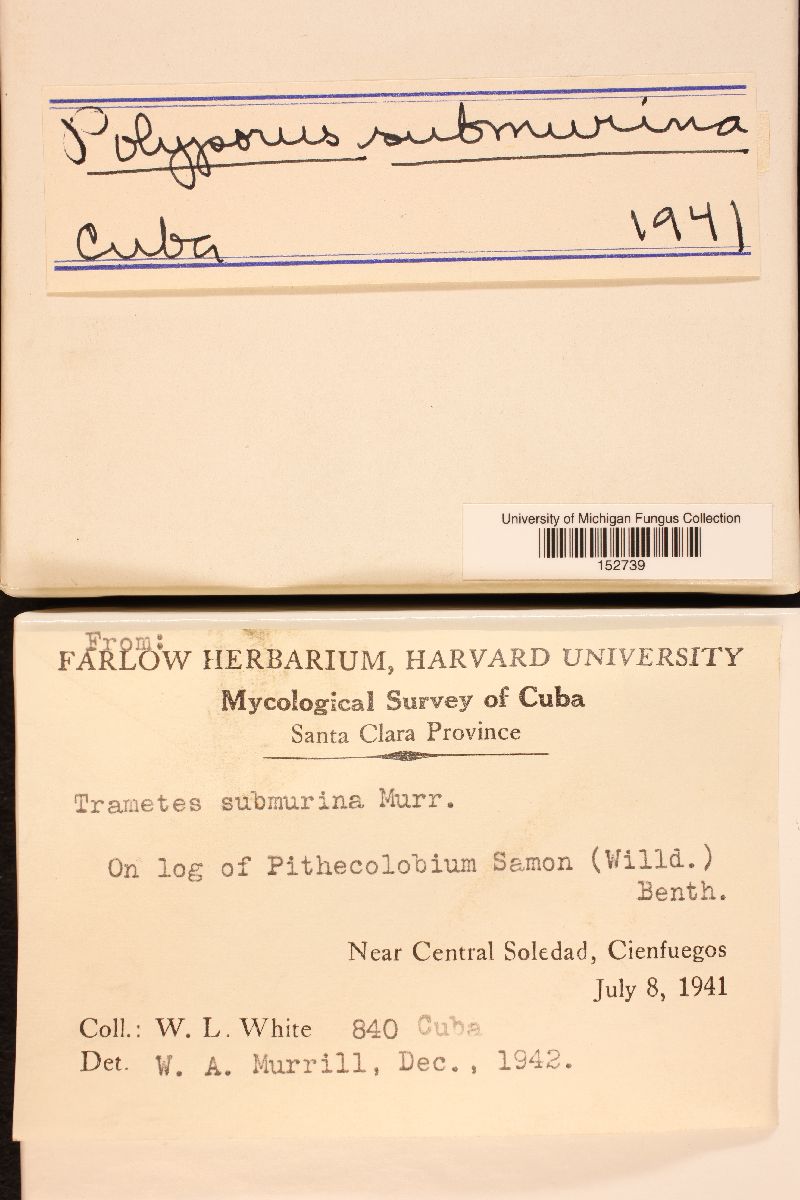 Polyporus submurina
Cuba 1941
University of Michigan Fungus Collection
152739
From:
FARLOW HERBARIUM, HARVARD UNIVERSITY
Mycological Survey of Cuba
Santa Clara Province
Trametes submurina Murr.
On log of Pithecolobium Samon (Willd.)
Benth.
Near Central Soledad, Cienfuegos
July 8, 1941
Coll.: W. L. White 840 Cuba
Det. W. A. Murrill, Dec., 1942.